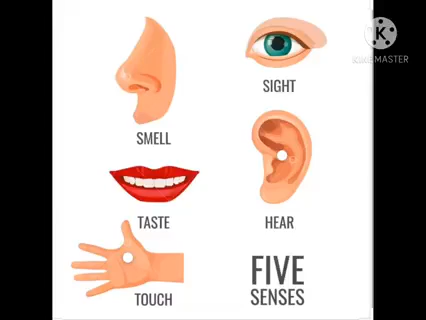 SIGHT
KINEMASTER
SMELL
TASTE
HEAR
TOUCH
FIVE
SENSES